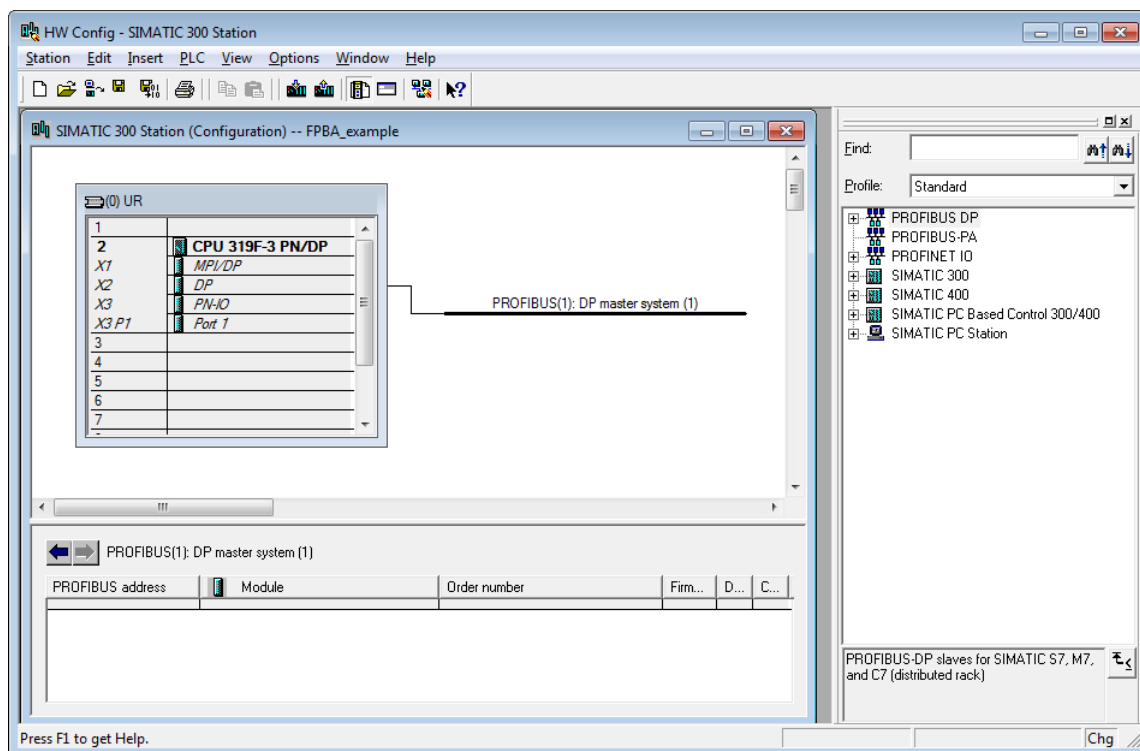 HW Config - SIMATIC 300 Station
Station Edit Insert PLC View Options Window Help
SIMATIC 300 Station (Configuration) -- FPBA_example
(0) UR
1
2 CPU 319F-3 PN/DP
X1 MPI/DP
X2 DP
X3 PN-IO
X3 P1 Port 1
3
4
5
6
7
PROFIBUS(1): DP master system (1)
PROFIBUS(1): DP master system (1)
PROFIBUS address Module Order number Firm... D... C...
Find:
Profile: Standard
PROFIBUS DP
PROFIBUS-PA
PROFINET IO
SIMATIC 300
SIMATIC 400
SIMATIC PC Based Control 300/400
SIMATIC PC Station
PROFIBUS-DP slaves for SIMATIC S7, M7,
and C7 (distributed rack)
Press F1 to get Help.
Chg